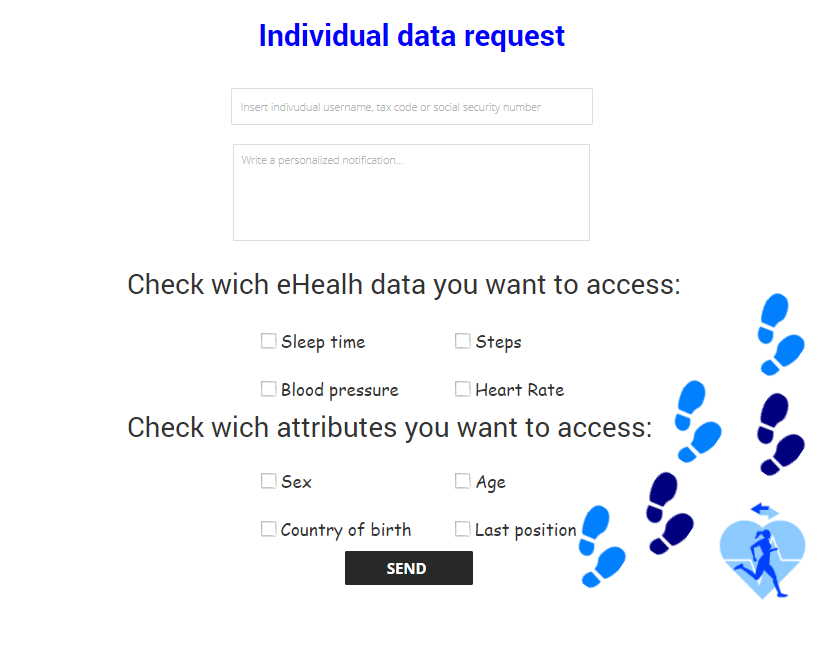 Individual data request
Insert indivudual username, tax code or social security number
Write a personalized notification...
Check wich eHealh data you want to access:
Sleep time Steps
Blood pressure Heart Rate
Check wich attributes you want to access:
Sex Age
Country of birth Last position
SEND